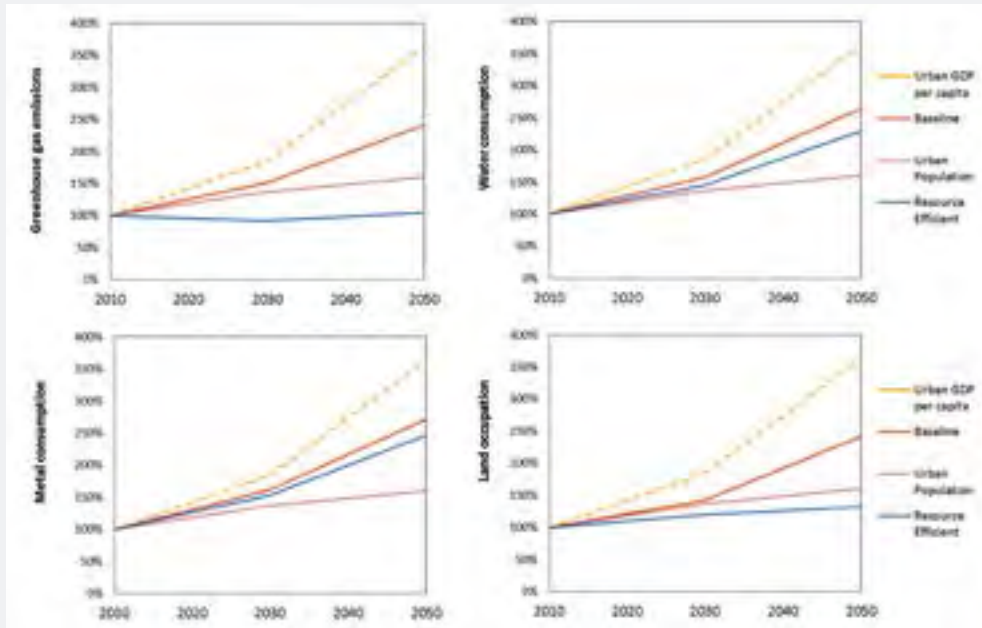 400%
350%
300%
250%
200%
150%
100%
50%
0%
Greenhouse gas emissions
2010 2020 2030 2040 2050
400%
350%
300%
250%
200%
150%
100%
50%
0%
Water consumption
2010 2020 2030 2040 2050
Urban GDP
per capita
Baseline
Urban
Population
Resource
Efficient
400%
350%
300%
250%
200%
150%
100%
50%
0%
Metal consumption
2010 2020 2030 2040 2050
400%
350%
300%
250%
200%
150%
100%
50%
0%
Land occupation
2010 2020 2030 2040 2050
Urban GDP
per capita
Baseline
Urban
Population
Resource
Efficient